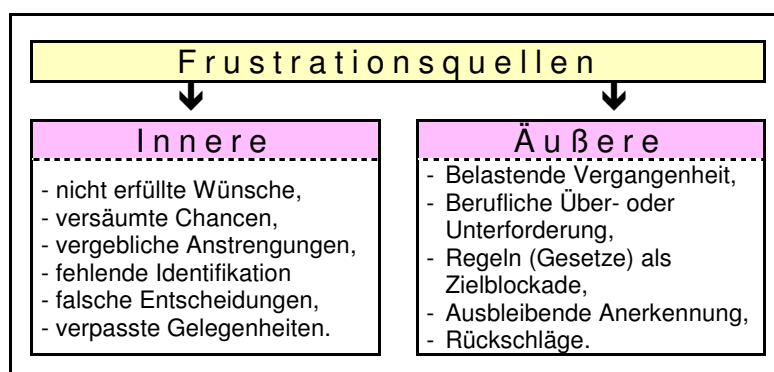 Frustrationsquellen
Innere
- nicht erfüllte Wünsche,
- versäumte Chancen,
- vergebliche Anstrengungen,
- fehlende Identifikation
- falsche Entscheidungen,
- verpasste Gelegenheiten.
Äußere
- Belastende Vergangenheit,
- Berufliche Über- oder
Unterforderung,
- Regeln (Gesetze) als
Zielblockade,
- Ausbleibende Anerkennung,
- Rückschläge.